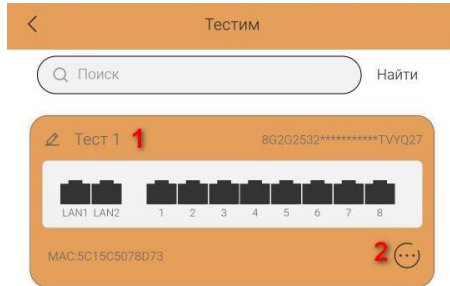 Тестим
Поиск Найти
Тест 1 1 8G2G2532***********TVYQ27
LAN1 LAN2 1 2 3 4 5 6 7 8
MAC:5C15C5078D73 2